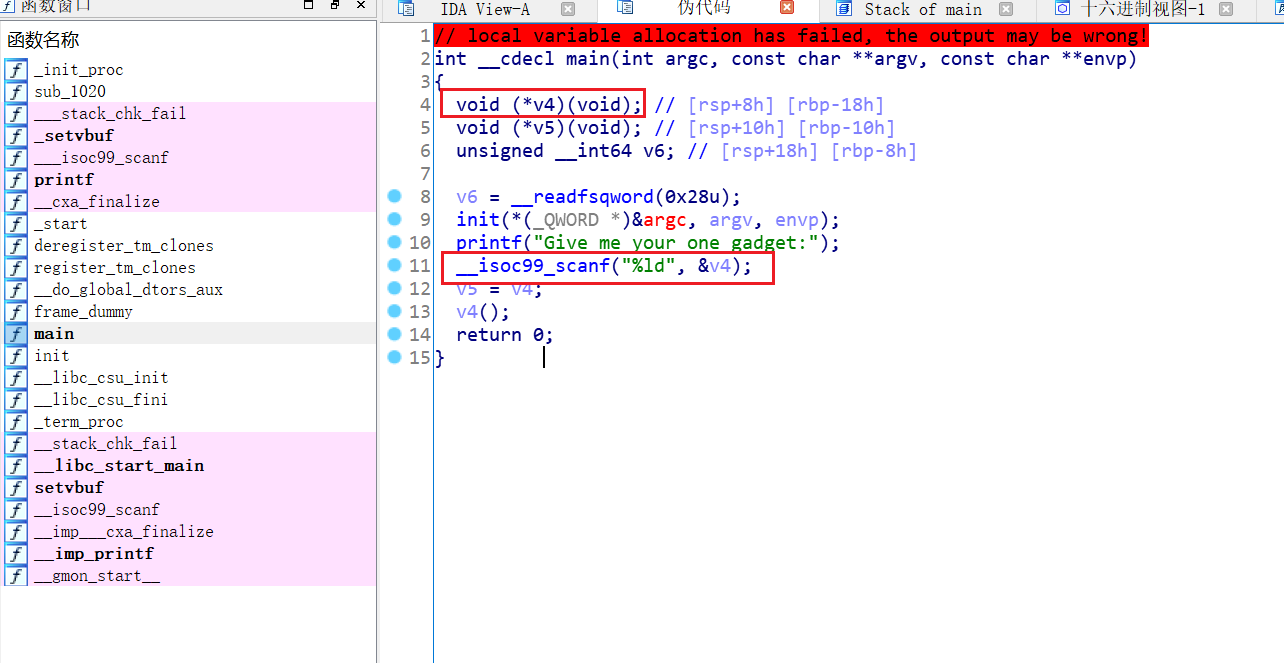 函数窗口
函数名称
_init_proc
sub_1020
___stack_chk_fail
_setvbuf
___isoc99_scanf
printf
__cxa_finalize
_start
deregister_tm_clones
register_tm_clones
__do_global_dtors_aux
frame_dummy
main
init
__libc_csu_init
__libc_csu_fini
_term_proc
__stack_chk_fail
__libc_start_main
setvbuf
__isoc99_scanf
__imp___cxa_finalize
__imp_printf
__gmon_start__
IDA View-A 伪代码 Stack of main 十六进制视图-1
1 // local variable allocation has failed, the output may be wrong!
2 int __cdecl main(int argc, const char **argv, const char **envp)
3 {
4 void (*v4)(void); // [rsp+8h] [rbp-18h]
5 void (*v5)(void); // [rsp+10h] [rbp-10h]
6 unsigned __int64 v6; // [rsp+18h] [rbp-8h]
7
8 v6 = __readfsqword(0x28u);
9 init(*(_QWORD *)&argc, argv, envp);
10 printf("Give me your one gadget:");
11 __isoc99_scanf("%ld", &v4);
12 v5 = v4;
13 v4();
14 return 0;
15 }